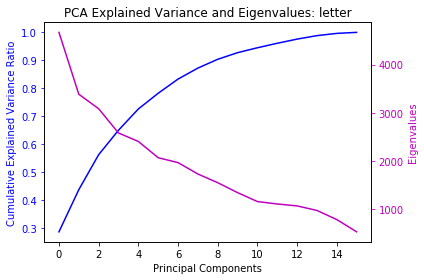 PCA Explained Variance and Eigenvalues: letter
Cumulative Explained Variance Ratio
1.0
0.9
0.8
0.7
0.6
0.5
0.4
0.3
4000
3000
2000
1000
Eigenvalues
0 2 4 6 8 10 12 14
Principal Components